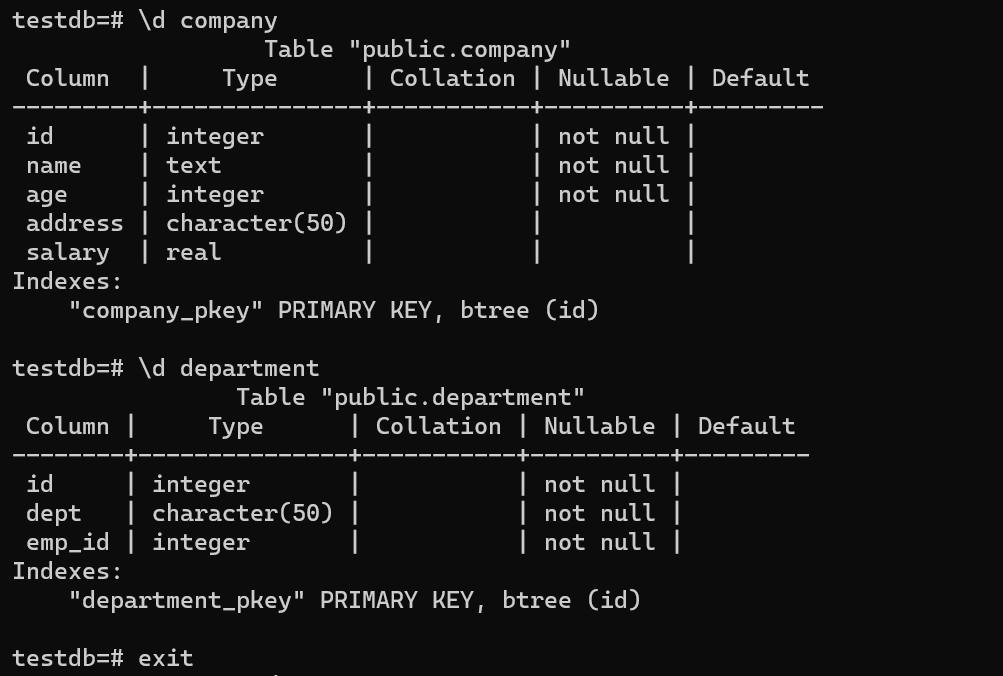 testdb=# \d company
                  Table "public.company"
 Column  |     Type      | Collation | Nullable | Default
---------+---------------+-----------+----------+---------
 id      | integer       |           | not null |
 name    | text          |           | not null |
 age     | integer       |           | not null |
 address | character(50) |           |          |
 salary  | real          |           |          |
Indexes:
    "company_pkey" PRIMARY KEY, btree (id)

testdb=# \d department
                Table "public.department"
 Column |     Type      | Collation | Nullable | Default
--------+---------------+-----------+----------+---------
 id     | integer       |           | not null |
 dept   | character(50) |           | not null |
 emp_id | integer       |           | not null |
Indexes:
    "department_pkey" PRIMARY KEY, btree (id)

testdb=# exit